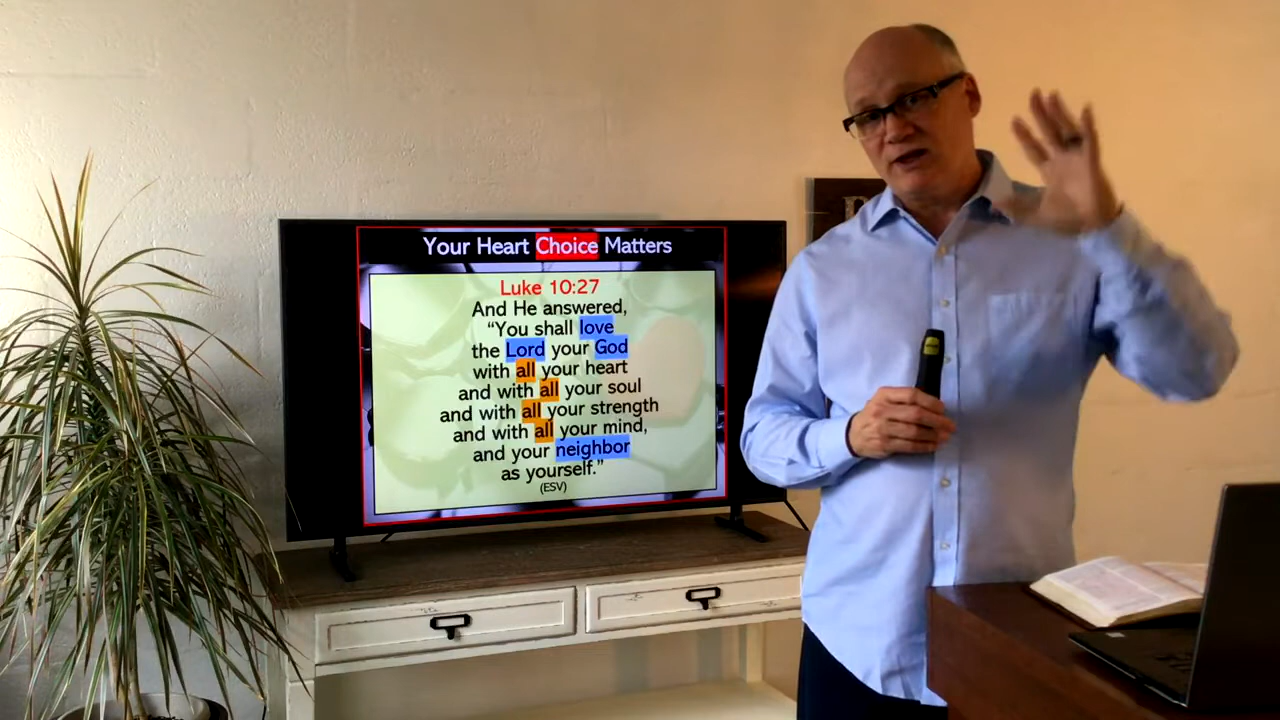 Your Heart Choice Matters
Luke 10:27
And He answered,
“You shall love
the Lord your God
with all your heart
and with all your soul
and with all your strength
and with all your mind,
and your neighbor
as yourself.”
(ESV)